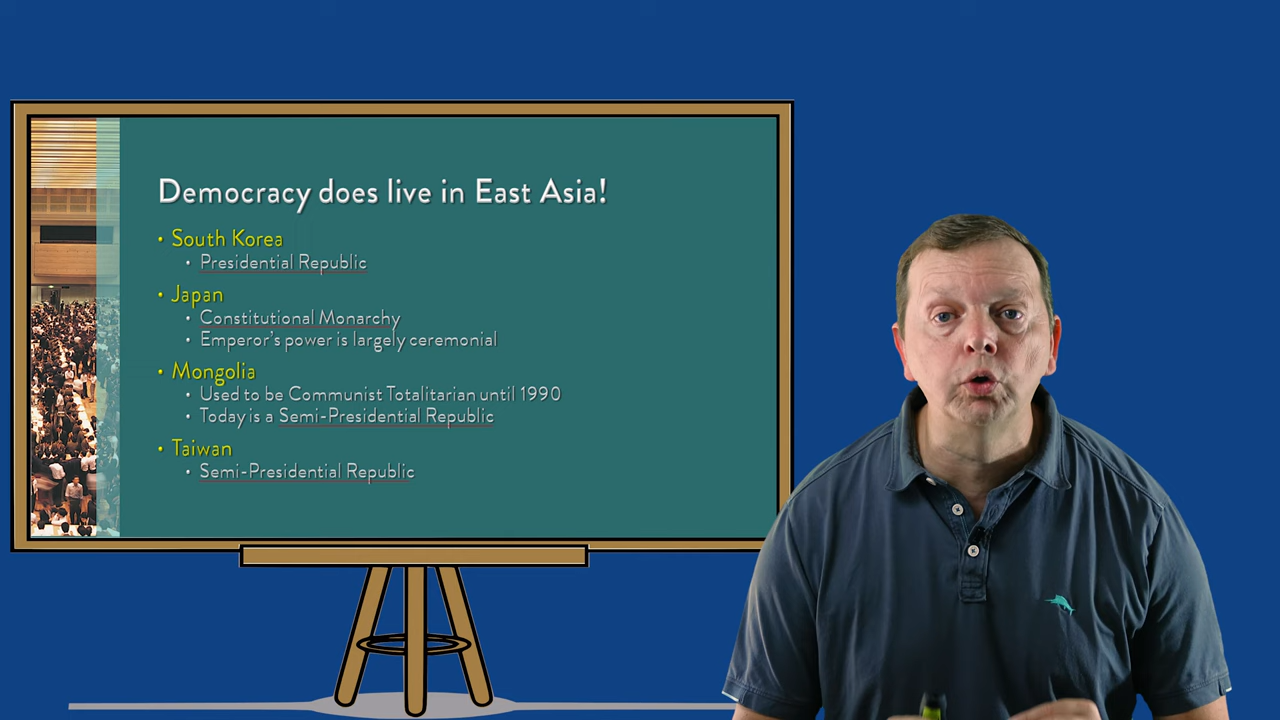 Democracy does live in East Asia!
• South Korea
• Presidential Republic
• Japan
• Constitutional Monarchy
• Emperor's power is largely ceremonial
• Mongolia
• Used to be Communist Totalitarian until 1990
• Today is a Semi-Presidential Republic
• Taiwan
• Semi-Presidential Republic